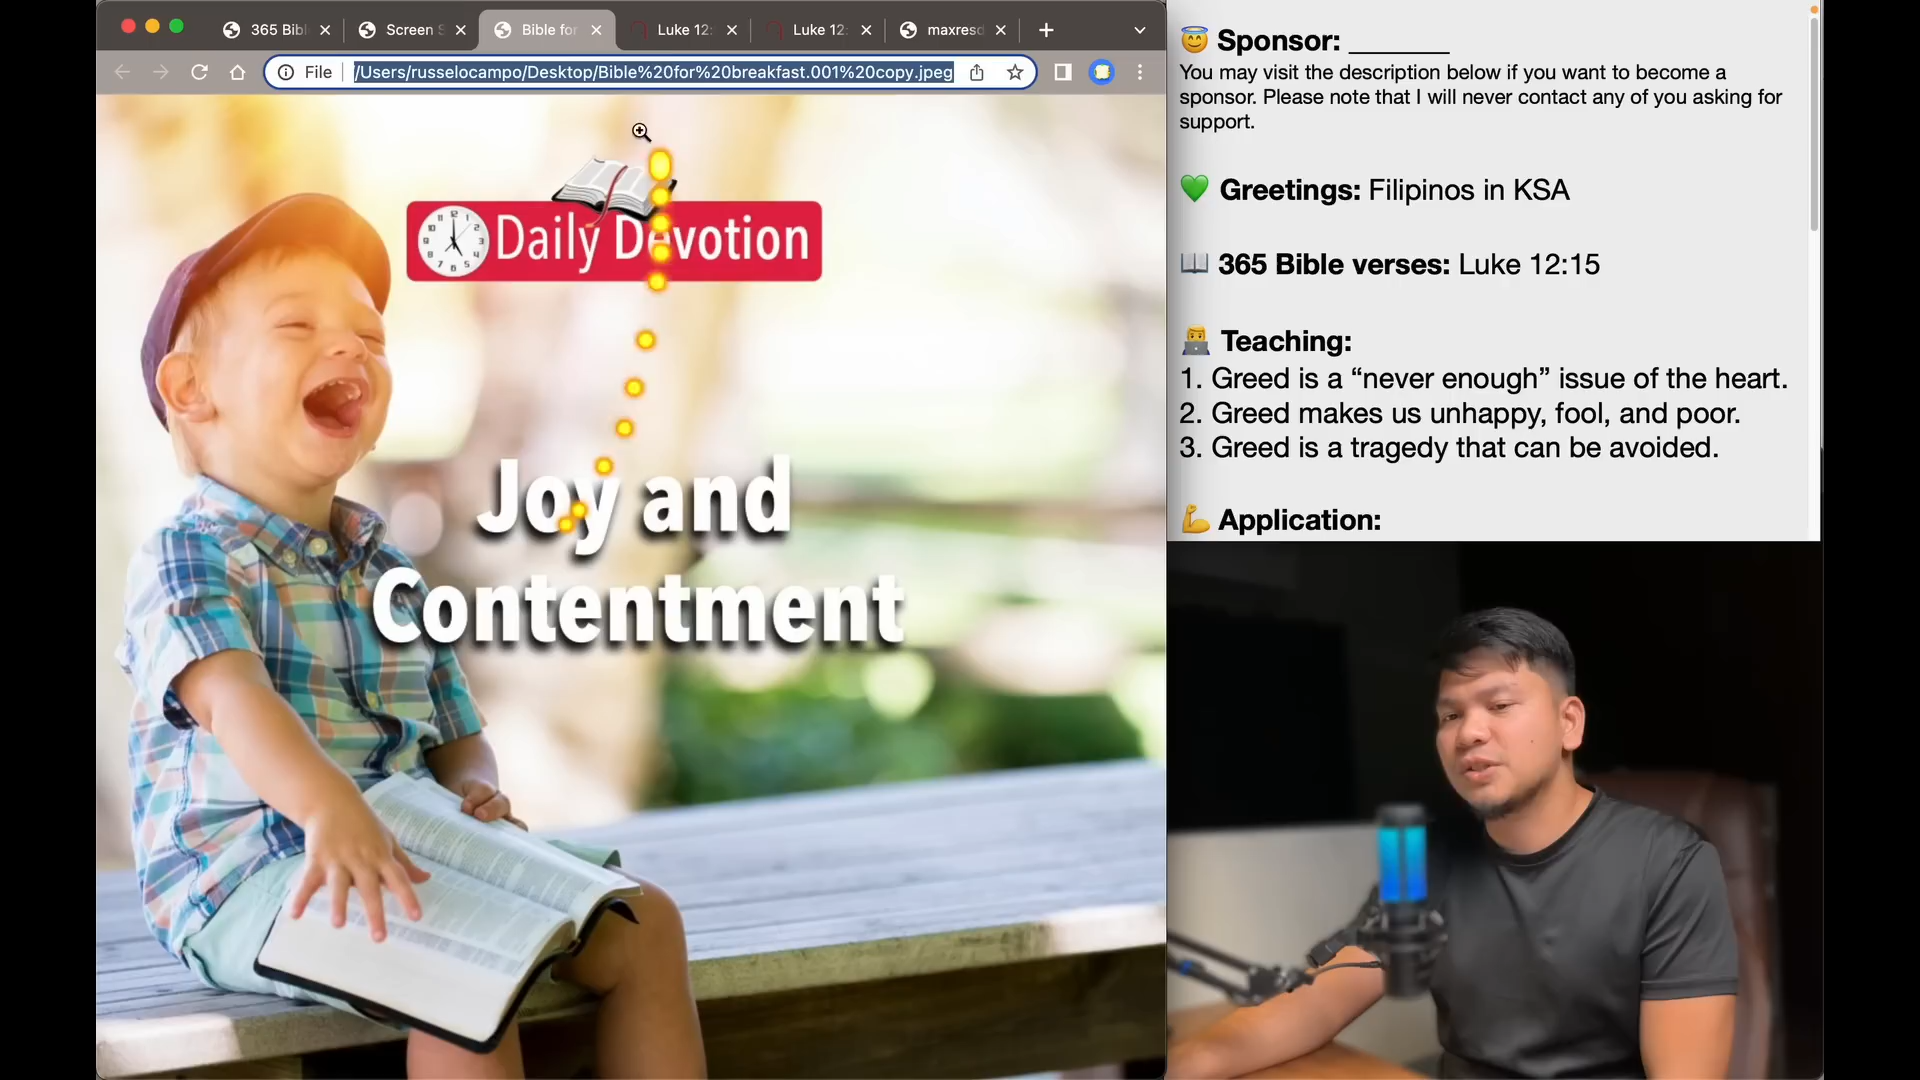 365 Bibl
Screen S
Bible for
Luke 12:
Luke 12:
maxresd
File
/Users/russelocampo/Desktop/Bible%20for%20breakfast.001%20copy.jpeg
Daily Devotion
Joy and
Contentment
😇 Sponsor: ________
You may visit the description below if you want to become a
sponsor. Please note that I will never contact any of you asking for
support.
💚 Greetings: Filipinos in KSA
📖 365 Bible verses: Luke 12:15
👨‍💻 Teaching:
1. Greed is a “never enough” issue of the heart.
2. Greed makes us unhappy, fool, and poor.
3. Greed is a tragedy that can be avoided.
💪 Application: